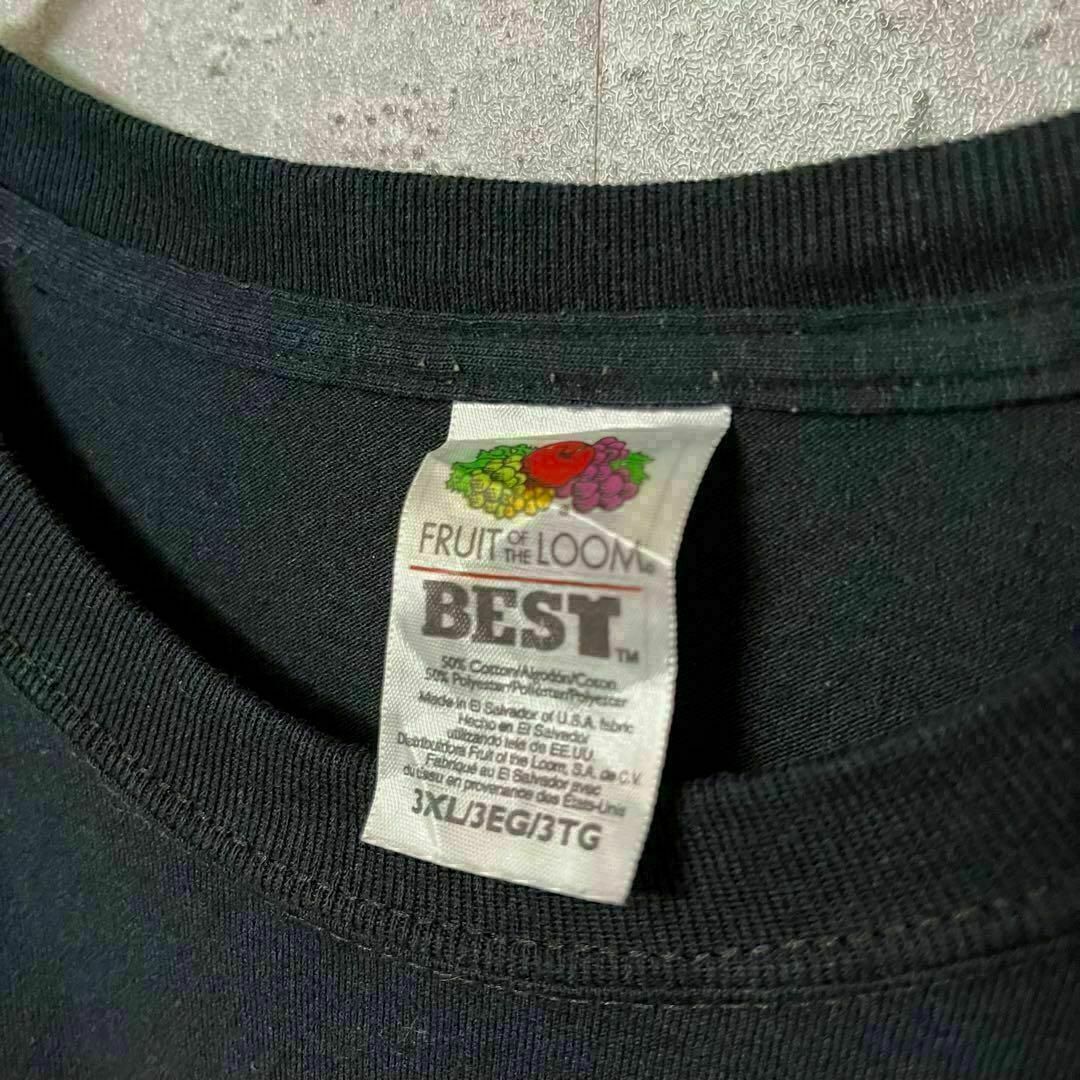 FRUIT OF THE LOOM®
BEST™
50% Cotton/Algodón/Coton
50% Polyester/Poliéster/Polyester
Made in El Salvador of U.S.A. fabric
Hecho en El Salvador
utilizando tela de EE.UU.
Distribuidora Fruit of the Loom, S.A. de C.V.
Fabriqué au El Salvador avec
du tissu en provenance des États-Unis
3XL/3EG/3TG